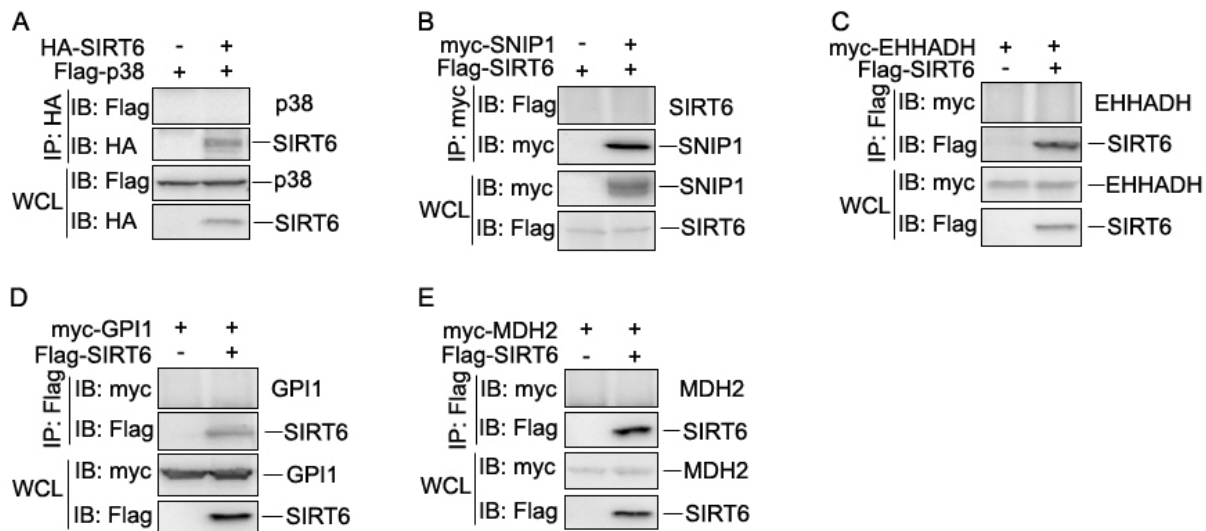 A
HA-SIRT6 - +
Flag-p38 + +
IP: HA
IB: Flag p38
IB: HA SIRT6
WCL
IB: Flag p38
IB: HA SIRT6
B
myc-SNIP1 - +
Flag-SIRT6 + +
IP: myc
IB: Flag SIRT6
IB: myc SNIP1
WCL
IB: myc SNIP1
IB: Flag SIRT6
C
myc-EHHADH + +
Flag-SIRT6 - +
IP: Flag
IB: myc EHHADH
IB: Flag SIRT6
WCL
IB: myc EHHADH
IB: Flag SIRT6
D
myc-GPI1 + +
Flag-SIRT6 - +
IP: Flag
IB: myc GPI1
IB: Flag SIRT6
WCL
IB: myc GPI1
IB: Flag SIRT6
E
myc-MDH2 + +
Flag-SIRT6 - +
IP: Flag
IB: myc MDH2
IB: Flag SIRT6
WCL
IB: myc MDH2
IB: Flag SIRT6